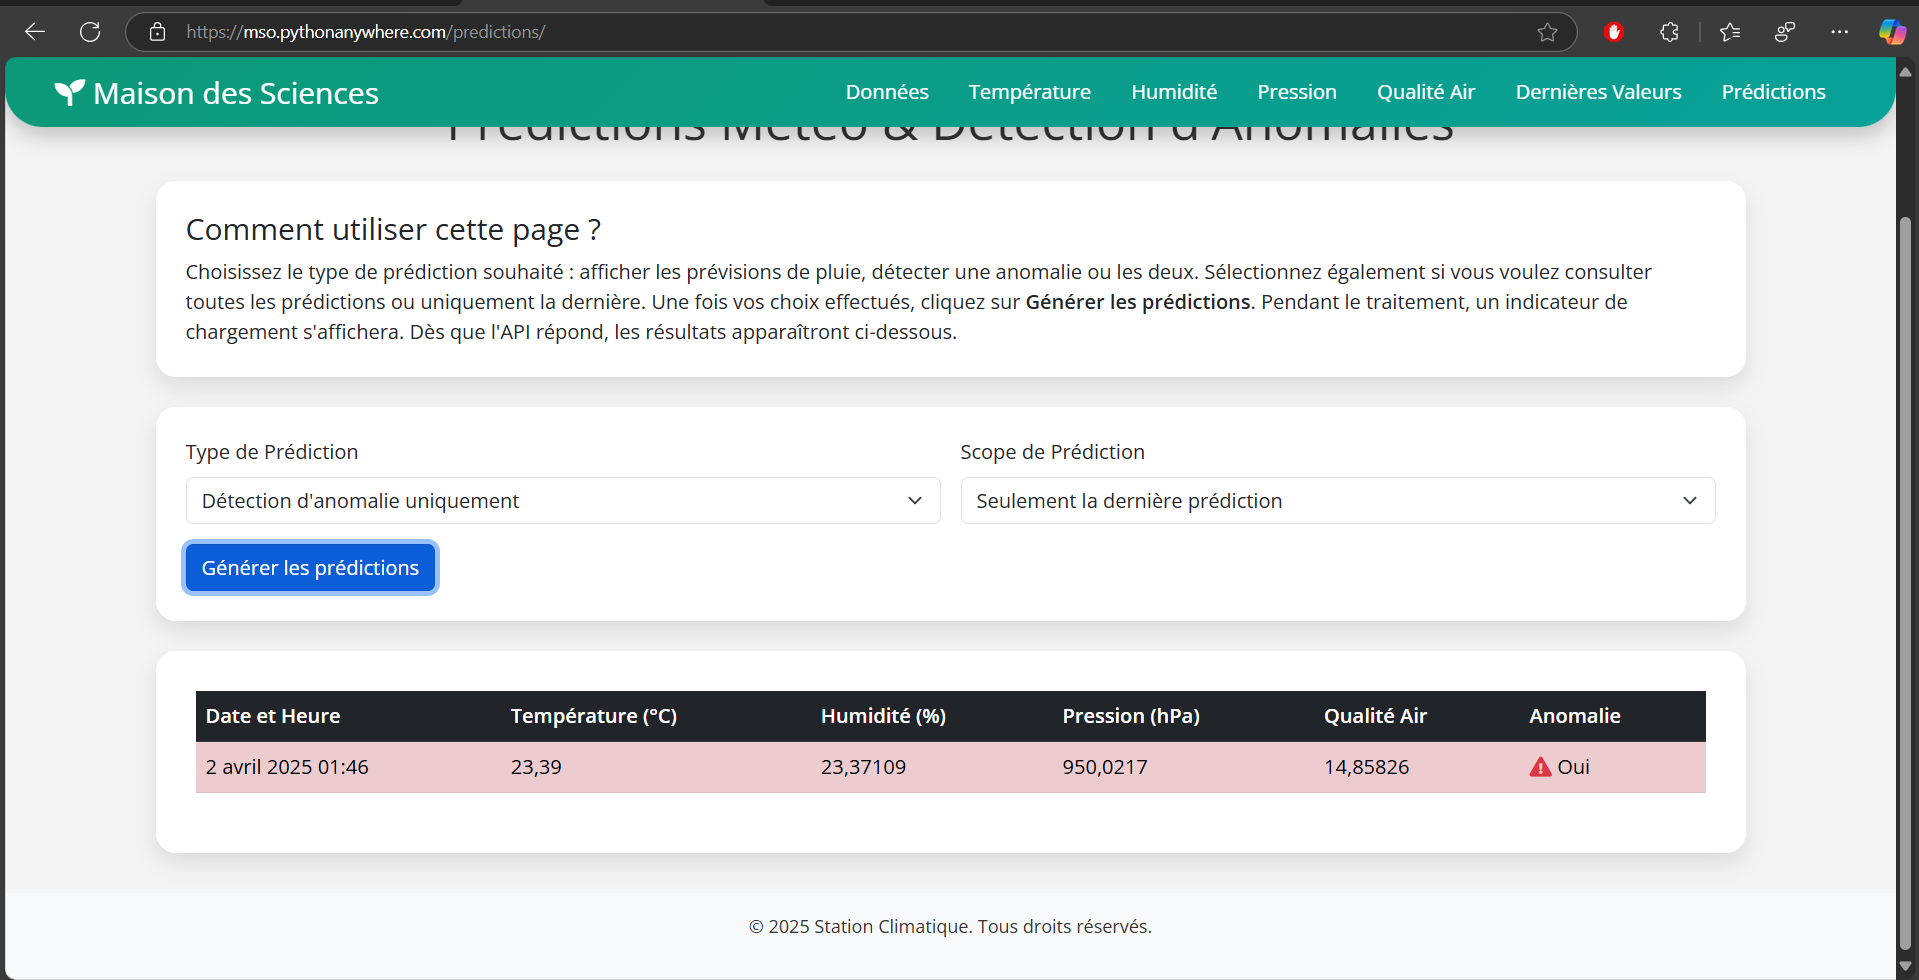 https://mso.pythonanywhere.com/predictions/
Maison des Sciences
Données
Température
Humidité
Pression
Qualité Air
Dernières Valeurs
Prédictions
Prédictions Météo & Détection d'Anomalies
Comment utiliser cette page ?
Choisissez le type de prédiction souhaité : afficher les prévisions de pluie, détecter une anomalie ou les deux. Sélectionnez également si vous voulez consulter
toutes les prédictions ou uniquement la dernière. Une fois vos choix effectués, cliquez sur Générer les prédictions. Pendant le traitement, un indicateur de
chargement s'affichera. Dès que l'API répond, les résultats apparaîtront ci-dessous.
Type de Prédiction
Scope de Prédiction
Détection d'anomalie uniquement
Seulement la dernière prédiction
Générer les prédictions
Date et Heure Température (°C) Humidité (%) Pression (hPa) Qualité Air Anomalie
2 avril 2025 01:46 23,39 23,37109 950,0217 14,85826 Oui
© 2025 Station Climatique. Tous droits réservés.